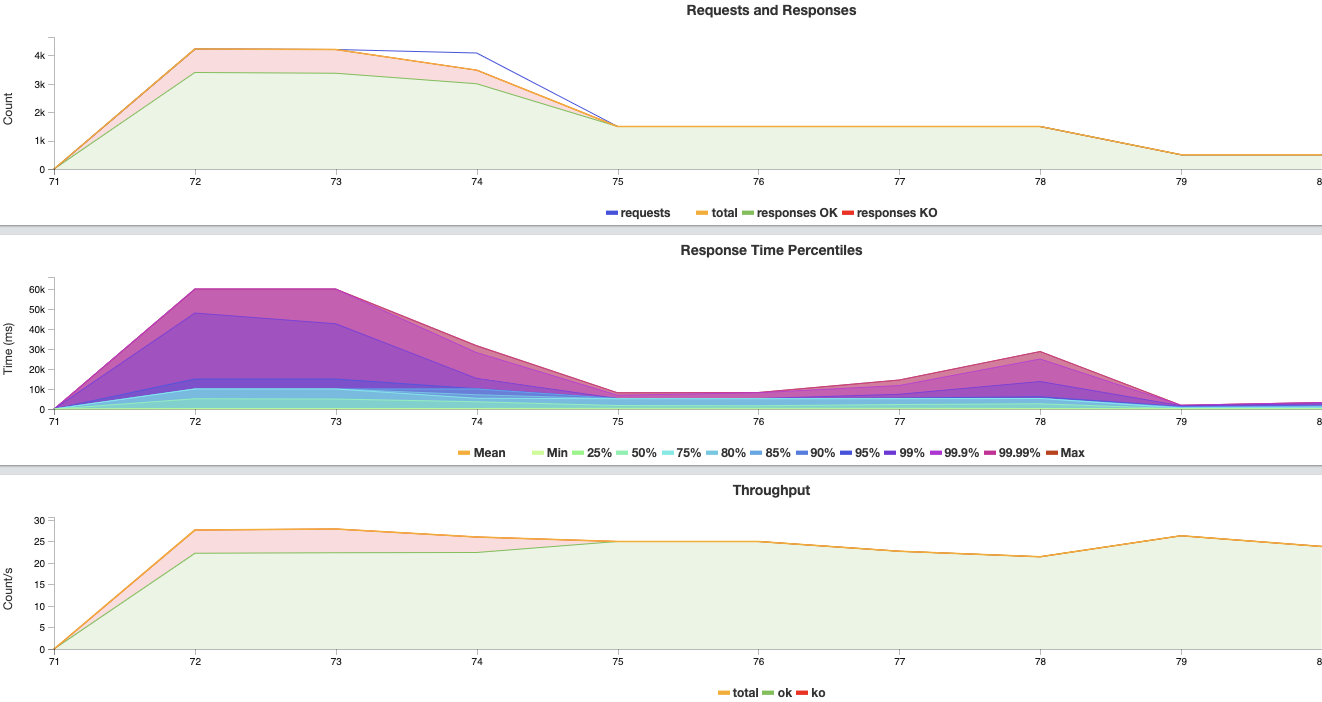 Requests and Responses
Count
4k
3k
2k
1k
0
71 72 73 74 75 76 77 78 79 8
requests total responses OK responses KO
Response Time Percentiles
Time (ms)
60k
50k
40k
30k
20k
10k
0
71 72 73 74 75 76 77 78 79 8
Mean Min 25% 50% 75% 80% 85% 90% 95% 99% 99.9% 99.99% Max
Throughput
Count/s
30
25
20
15
10
5
0
71 72 73 74 75 76 77 78 79 8
total ok ko